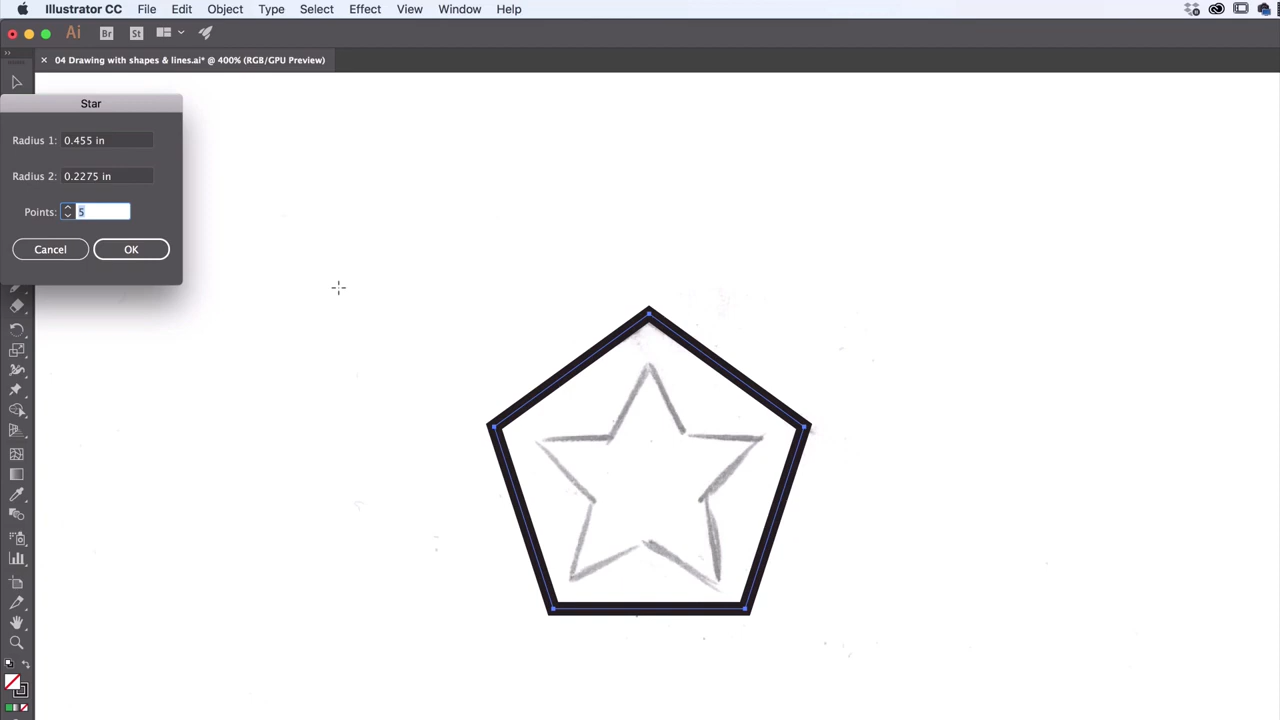 Illustrator CC File Edit Object Type Select Effect View Window Help
Ai Br St
× 04 Drawing with shapes & lines.ai* @ 400% (RGB/GPU Preview)
Star
Radius 1: 0.455 in
Radius 2: 0.2275 in
Points: 5
Cancel OK